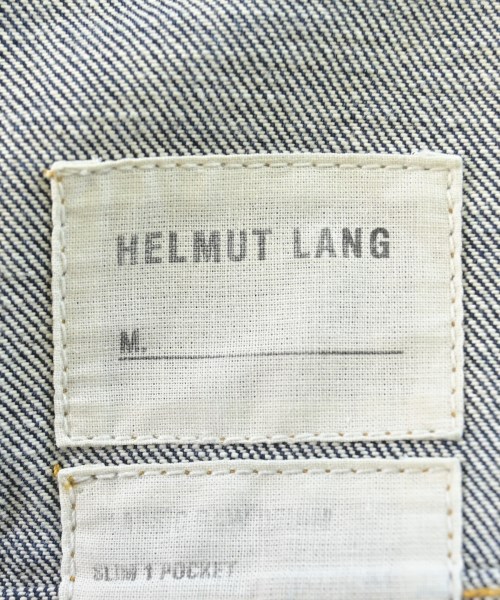 HELMUT LANG
M.
SLIM 1 POCKET